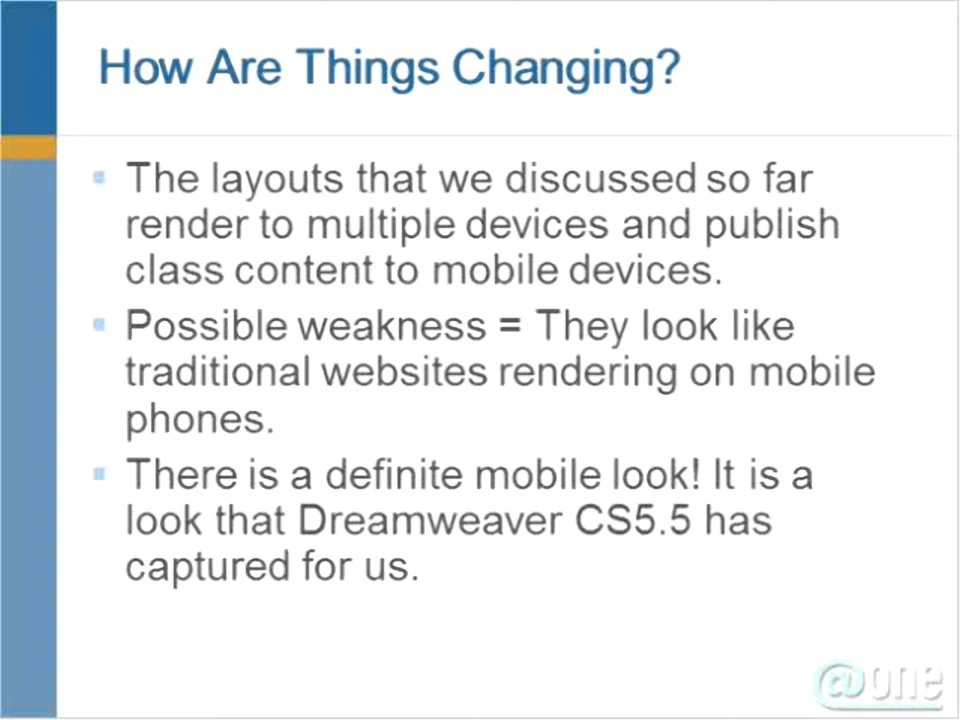 How Are Things Changing?
The layouts that we discussed so far
render to multiple devices and publish
class content to mobile devices.
Possible weakness = They look like
traditional websites rendering on mobile
phones.
There is a definite mobile look! It is a
look that Dreamweaver CS5.5 has
captured for us.
@one